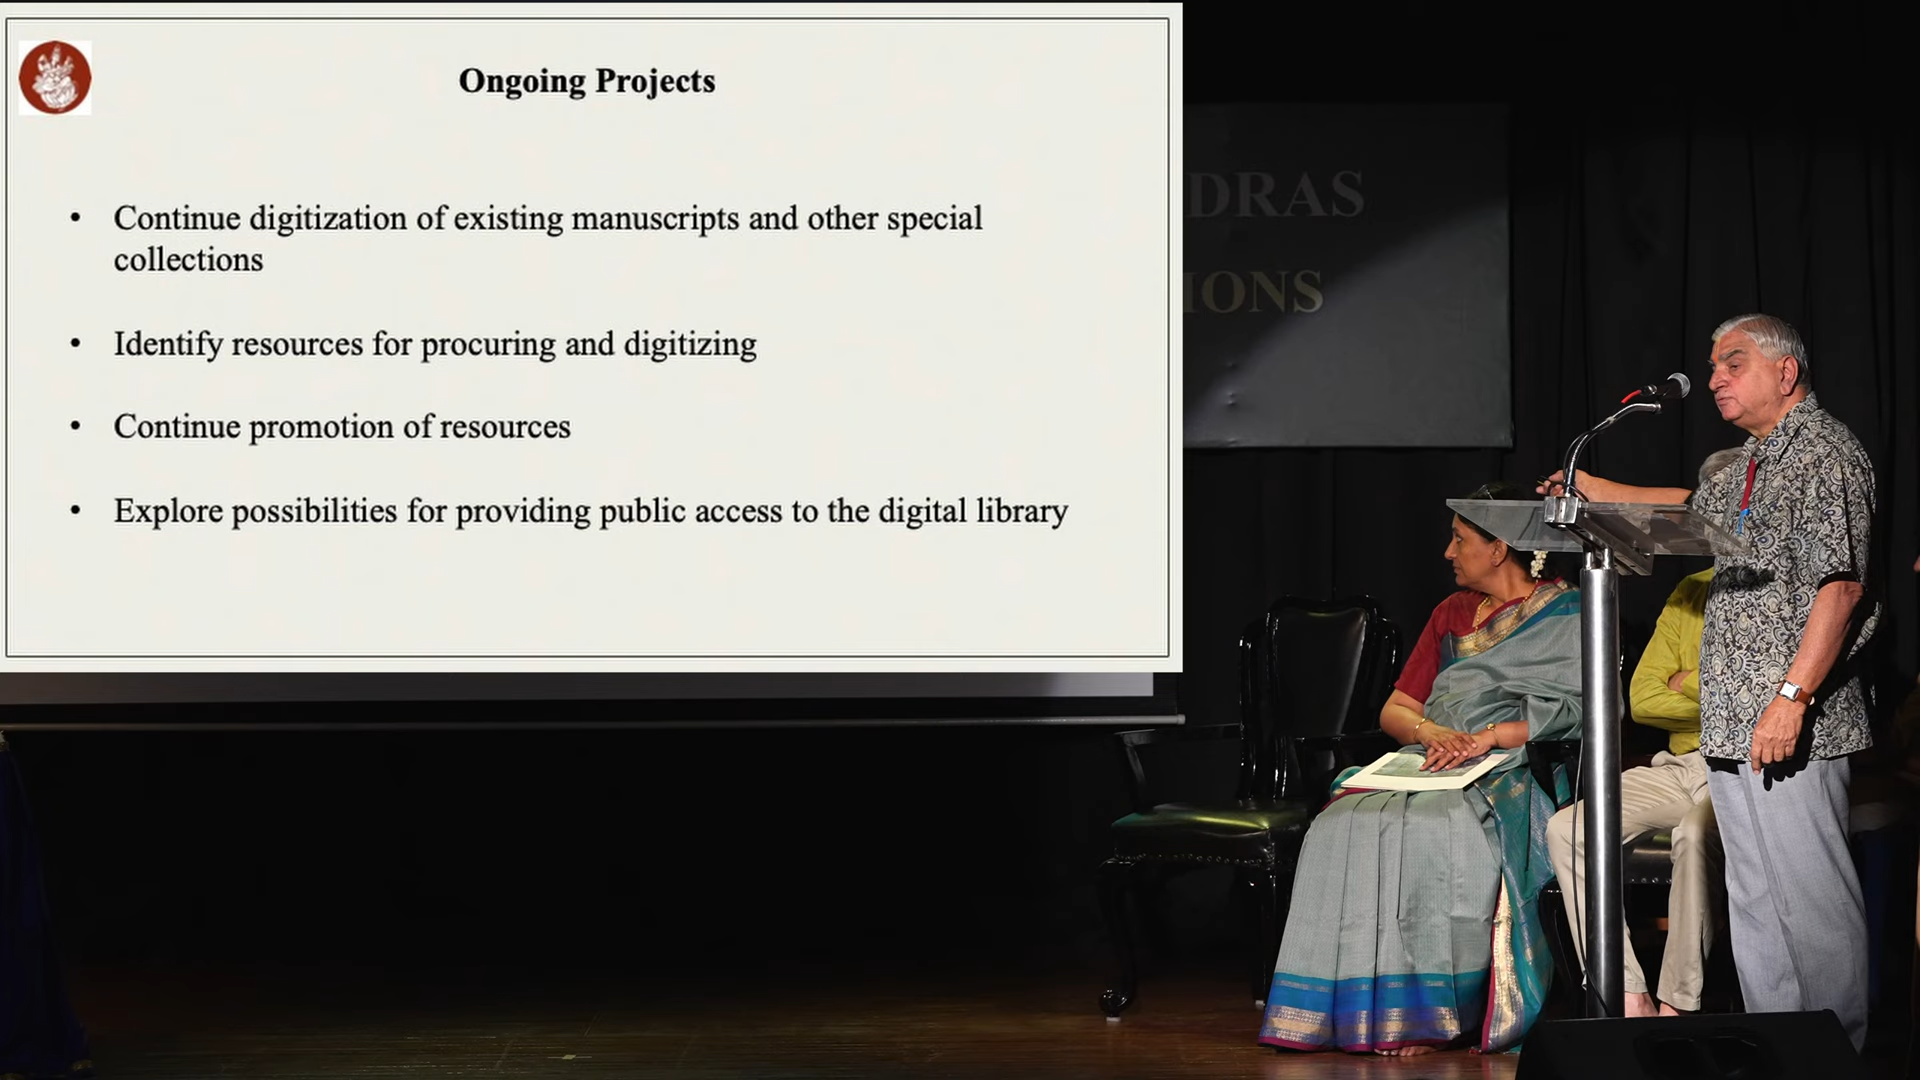 Ongoing Projects
• Continue digitization of existing manuscripts and other special
collections
• Identify resources for procuring and digitizing
• Continue promotion of resources
• Explore possibilities for providing public access to the digital library
DRAS
IONS